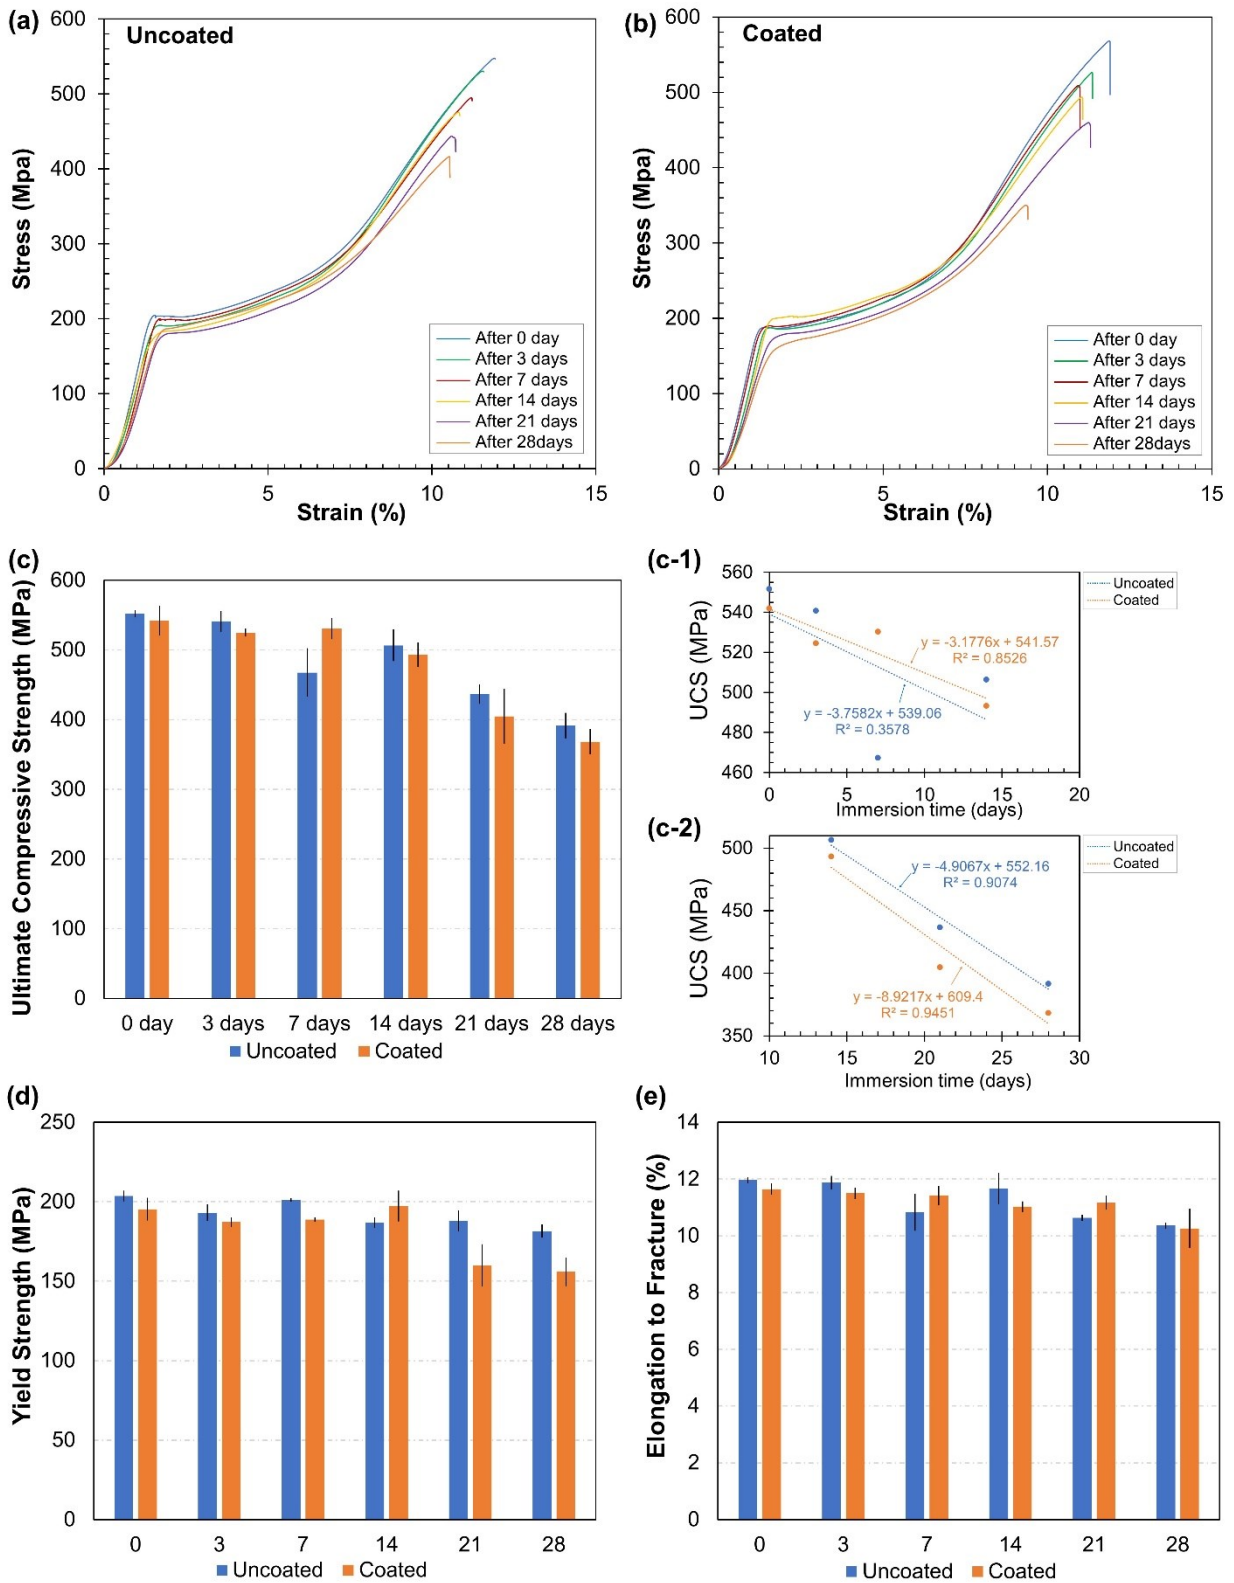 (a)
Uncoated
600
500
400
300
200
100
0
Stress (Mpa)
After 0 day
After 3 days
After 7 days
After 14 days
After 21 days
After 28days
0 5 10 15
Strain (%)
(b)
Coated
600
500
400
300
200
100
0
Stress (Mpa)
After 0 day
After 3 days
After 7 days
After 14 days
After 21 days
After 28days
0 5 10 15
Strain (%)
(c)
600
500
400
300
200
100
0
Ultimate Compressive Strength (MPa)
0 day 3 days 7 days 14 days 21 days 28 days
Uncoated Coated
(c-1)
560
540
520
500
480
460
UCS (MPa)
Uncoated
Coated
y = -3.1776x + 541.57
R² = 0.8526
y = -3.7582x + 539.06
R² = 0.3578
0 5 10 15 20
Immersion time (days)
(c-2)
500
450
400
350
UCS (MPa)
Uncoated
Coated
y = -4.9067x + 552.16
R² = 0.9074
y = -8.9217x + 609.4
R² = 0.9451
10 15 20 25 30
Immersion time (days)
(d)
250
200
150
100
50
0
Yield Strength (MPa)
0 3 7 14 21 28
Uncoated Coated
(e)
14
12
10
8
6
4
2
0
Elongation to Fracture (%)
0 3 7 14 21 28
Uncoated Coated